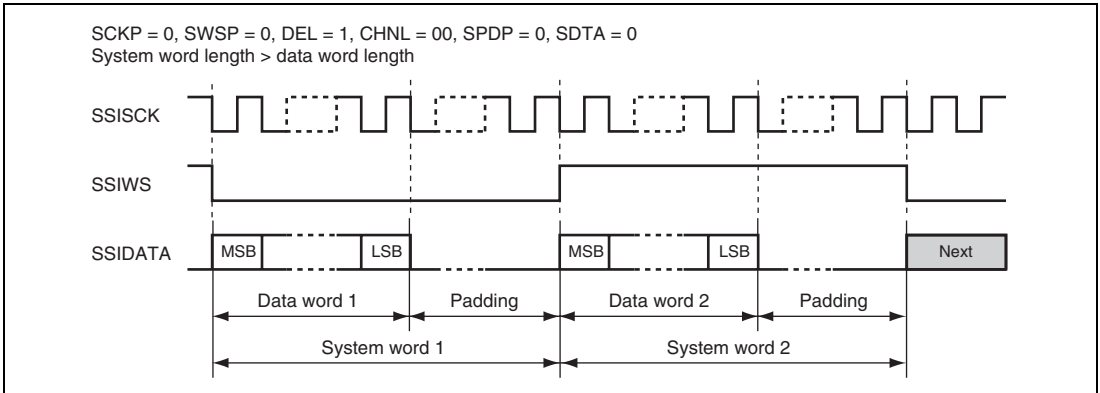 SCKP = 0, SWSP = 0, DEL = 1, CHNL = 00, SPDP = 0, SDTA = 0
System word length > data word length
SSISCK
SSIWS
SSIDATA MSB LSB MSB LSB Next
Data word 1 Padding Data word 2 Padding
System word 1 System word 2